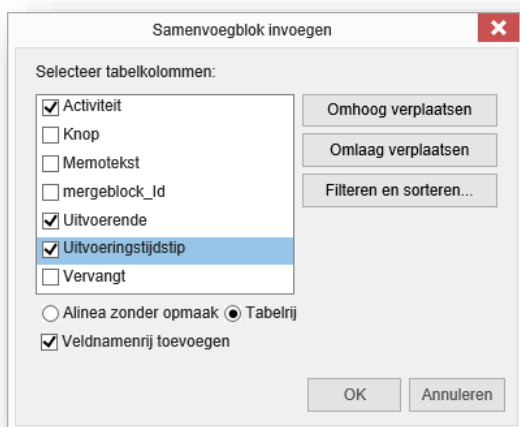 Samenvoegblok invoegen
Selecteer tabelkolommen:
Activiteit
Knop
Memotekst
mergeblock_Id
Uitvoerende
Uitvoeringstijdstip
Vervangt
Omhoog verplaatsen
Omlaag verplaatsen
Filteren en sorteren...
Alinea zonder opmaak Tabelrij
Veldnamenrij toevoegen
OK Annuleren